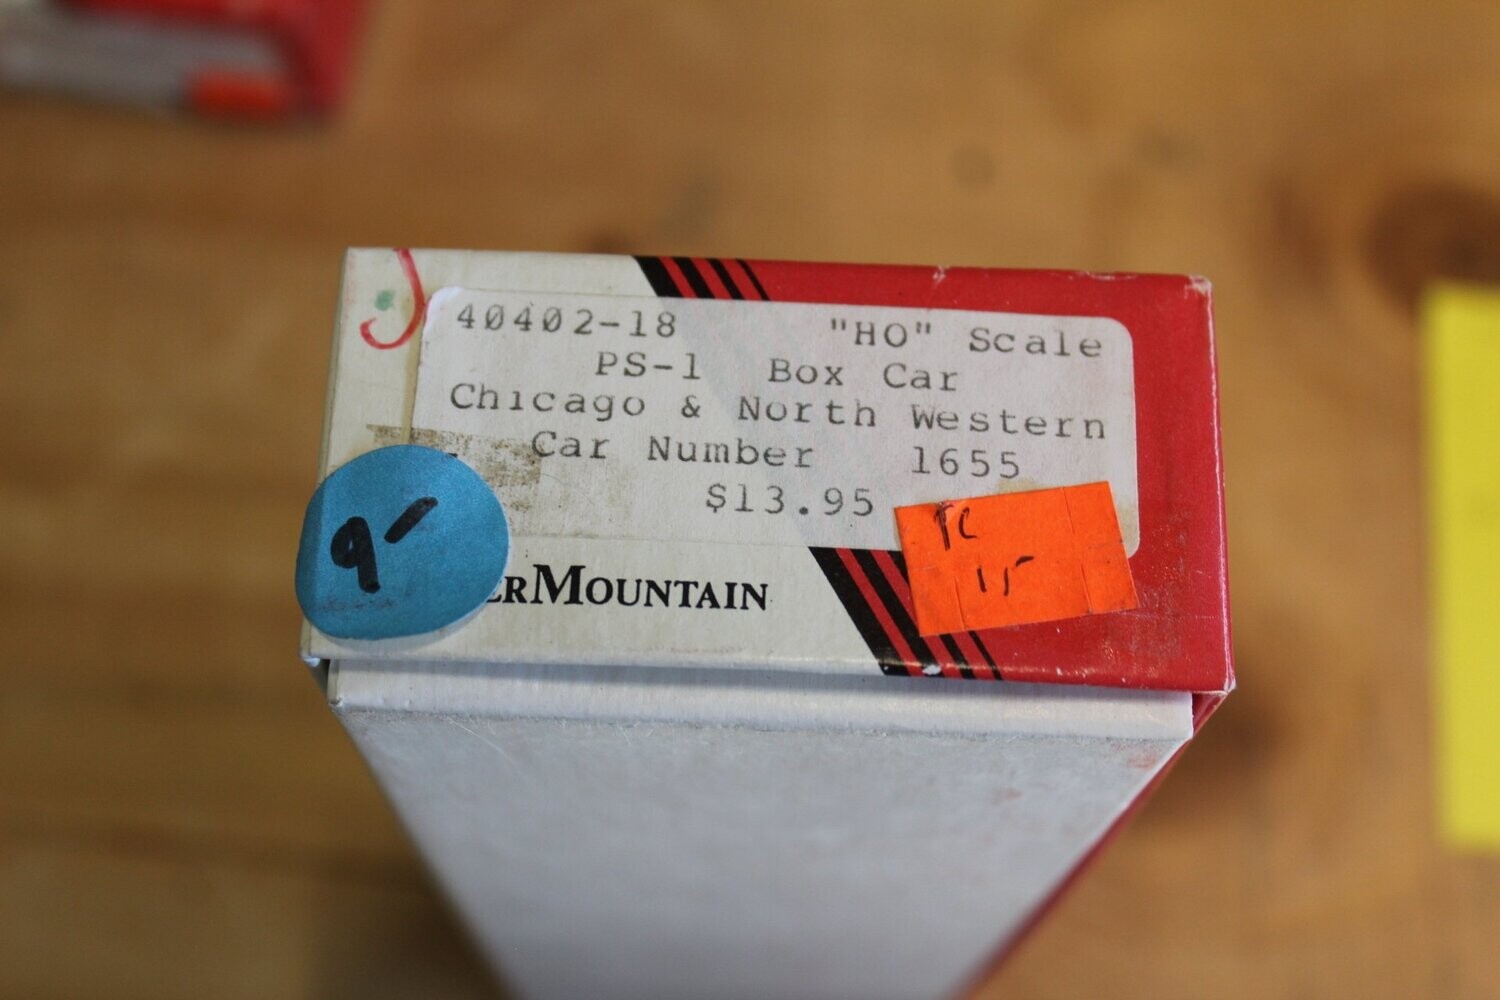 40402-18 "HO" Scale
PS-1 Box Car
Chicago & North Western
Car Number 1655
$13.95
9-
erMountain